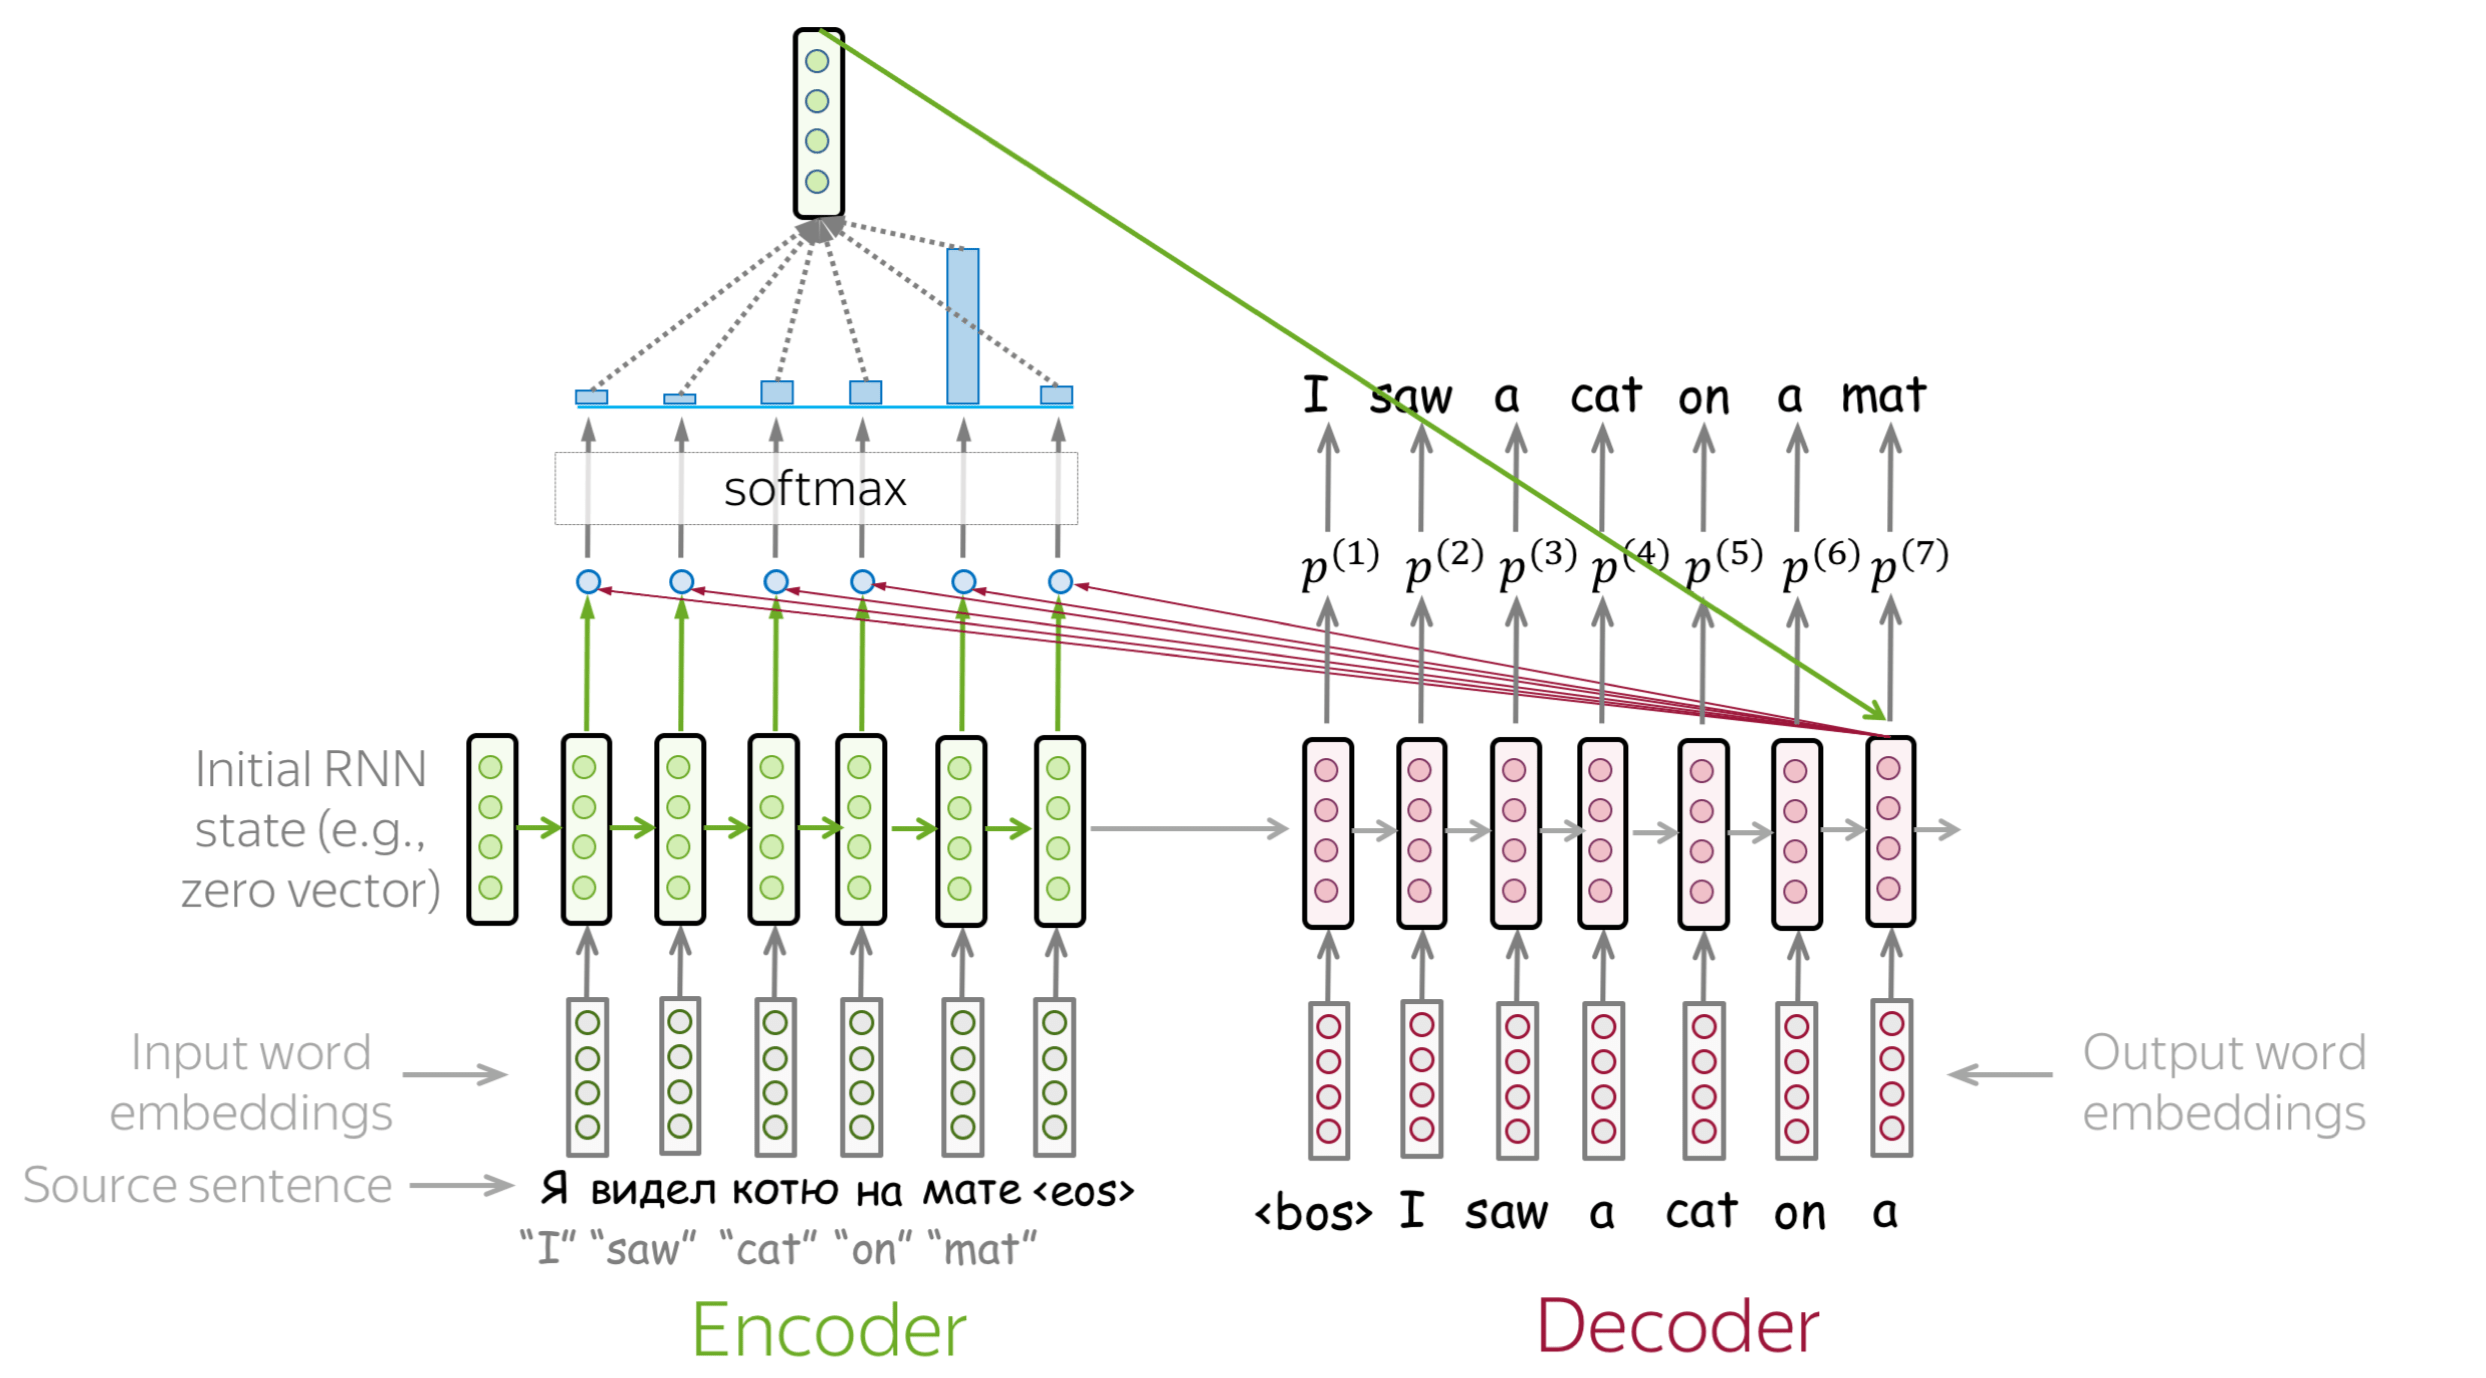 I saw a cat on a mat
softmax
p(1) p(2) p(3) p(4) p(5) p(6) p(7)
Initial RNN
state (e.g.,
zero vector)
Input word
embeddings
Output word
embeddings
Source sentence
Я видел котю на мате <eos>
"I" "saw" "cat" "on" "mat"
<bos> I saw a cat on a
Encoder
Decoder